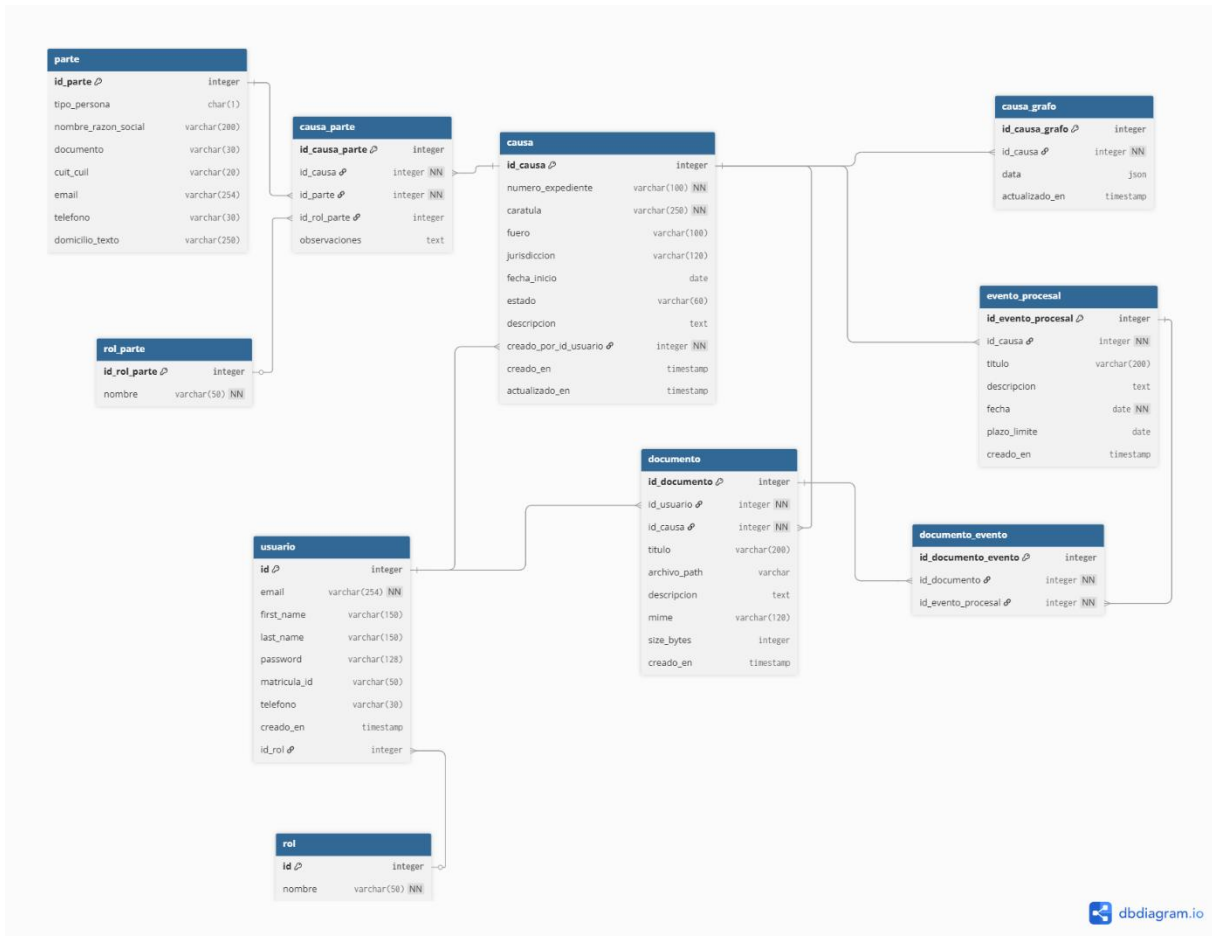 parte
id_parte integer
tipo_persona char(1)
nombre_razon_social varchar(200)
documento varchar(30)
cuit_cuil varchar(20)
email varchar(254)
telefono varchar(30)
domicilio_texto varchar(250)
causa_parte
id_causa_parte integer
id_causa integer NN
id_parte integer NN
id_rol_parte integer
observaciones text
rol_parte
id_rol_parte integer
nombre varchar(50) NN
causa
id_causa integer
numero_expediente varchar(100) NN
caratula varchar(250) NN
fuero varchar(100)
jurisdiccion varchar(120)
fecha_inicio date
estado varchar(60)
descripcion text
creado_por_id_usuario integer NN
creado_en timestamp
actualizado_en timestamp
causa_grafo
id_causa_grafo integer
id_causa integer NN
data json
actualizado_en timestamp
evento_procesal
id_evento_procesal integer
id_causa integer NN
titulo varchar(200)
descripcion text
fecha date NN
plazo_limite date
creado_en timestamp
documento
id_documento integer
id_usuario integer NN
id_causa integer NN
titulo varchar(200)
archivo_path varchar
descripcion text
mime varchar(120)
size_bytes integer
creado_en timestamp
documento_evento
id_documento_evento integer
id_documento integer NN
id_evento_procesal integer NN
usuario
id integer
email varchar(254) NN
first_name varchar(150)
last_name varchar(150)
password varchar(128)
matricula_id varchar(50)
telefono varchar(30)
creado_en timestamp
id_rol integer
rol
id integer
nombre varchar(50) NN
dbdiagram.io